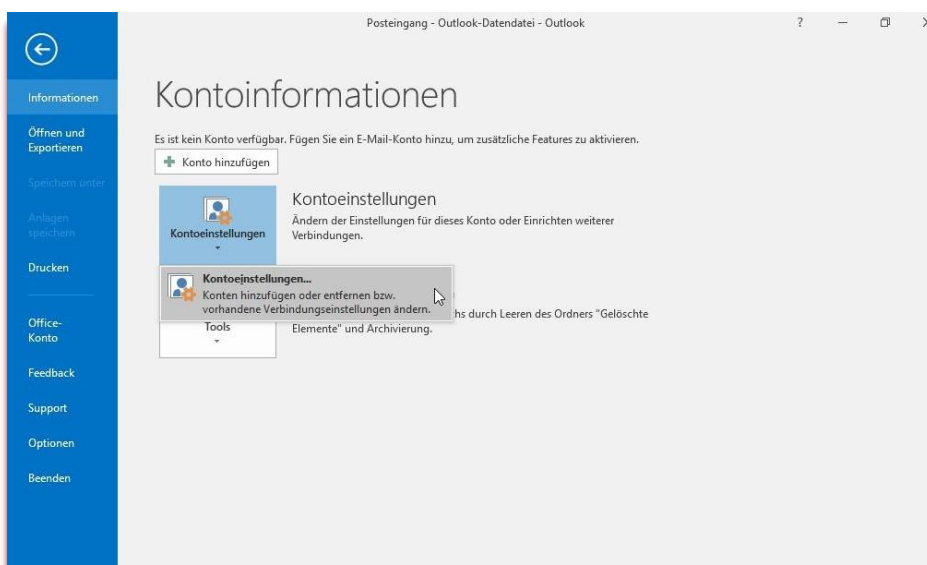 Posteingang - Outlook-Datendatei - Outlook
?
Informationen
Öffnen und
Exportieren
Speichern unter
Anlagen
speichern
Drucken
Office-
Konto
Feedback
Support
Optionen
Beenden
Kontoinformationen
Es ist kein Konto verfügbar. Fügen Sie ein E-Mail-Konto hinzu, um zusätzliche Features zu aktivieren.
Konto hinzufügen
Kontoeinstellungen
Kontoeinstellungen
Ändern der Einstellungen für dieses Konto oder Einrichten weiterer
Verbindungen.
Kontoeinstellungen...
Konten hinzufügen oder entfernen bzw.
vorhandene Verbindungseinstellungen ändern.
hs durch Leeren des Ordners "Gelöschte
Tools
Elemente" und Archivierung.